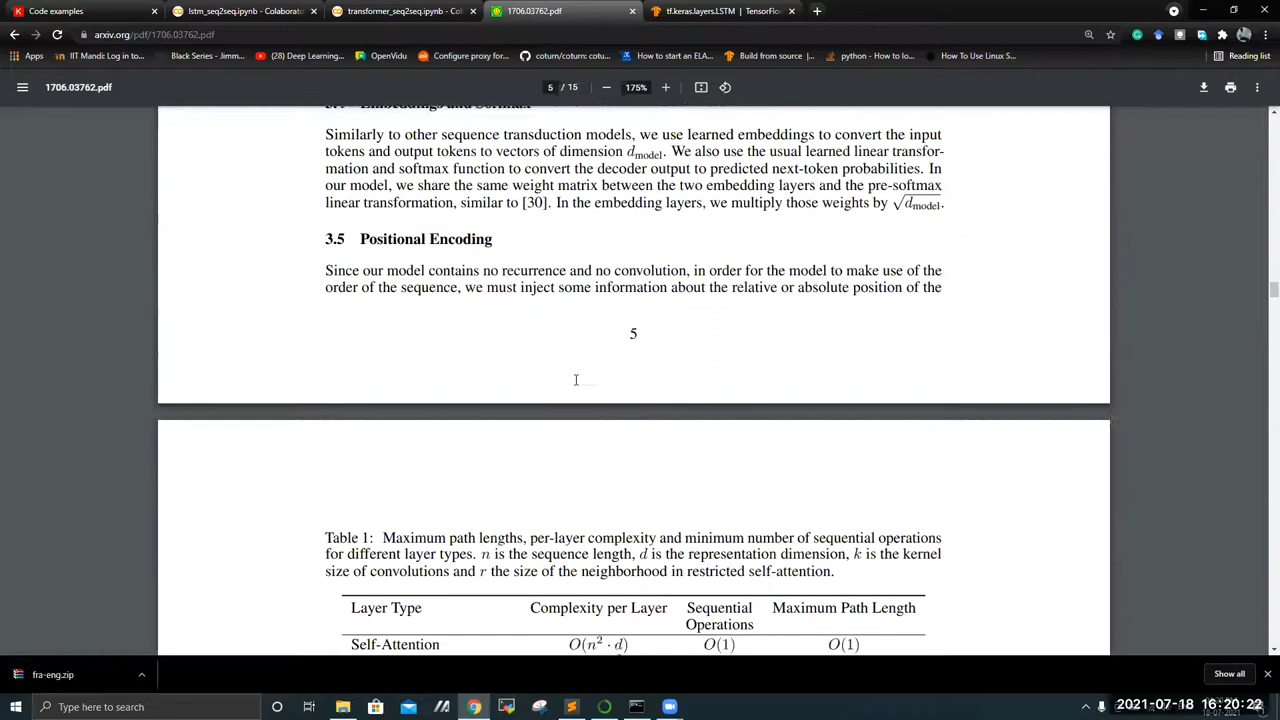 Code examples
lstm_seq2seq.ipynb - Colaborato
transformer_seq2seq.ipynb - Col
1706.03762.pdf
tf.keras.layers.LSTM | TensorFlow
arxiv.org/pdf/1706.03762.pdf
Apps
IIT Mandi: Log in to...
Black Series - Jimm...
(28) Deep Learning...
OpenVidu
Configure proxy for...
coturn/coturn: cotu...
How to start an ELA...
Build from source |...
python - How to lo...
How To Use Linux S...
Reading list
1706.03762.pdf
5 / 15
175%
Similarly to other sequence transduction models, we use learned embeddings to convert the input
tokens and output tokens to vectors of dimension d_model. We also use the usual learned linear transfor-
mation and softmax function to convert the decoder output to predicted next-token probabilities. In
our model, we share the same weight matrix between the two embedding layers and the pre-softmax
linear transformation, similar to [30]. In the embedding layers, we multiply those weights by √d_model.
3.5 Positional Encoding
Since our model contains no recurrence and no convolution, in order for the model to make use of the
order of the sequence, we must inject some information about the relative or absolute position of the
5
Table 1: Maximum path lengths, per-layer complexity and minimum number of sequential operations
for different layer types. n is the sequence length, d is the representation dimension, k is the kernel
size of convolutions and r the size of the neighborhood in restricted self-attention.
Layer Type Complexity per Layer Sequential Maximum Path Length
Operations
Self-Attention O(n² · d) O(1) O(1)
fra-eng.zip
Show all
Type here to search
2021-07-18 16:20:22